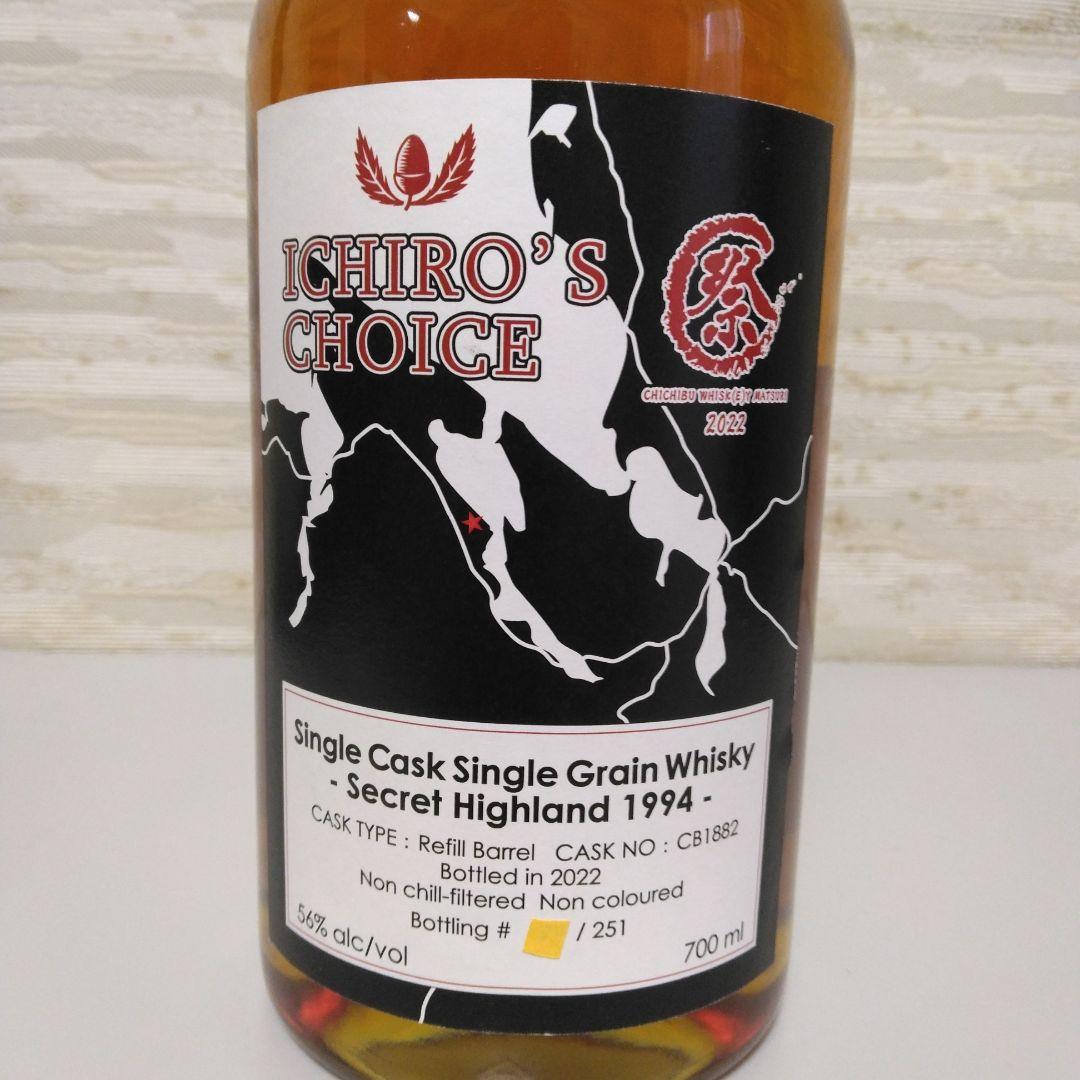 ICHIRO'S
CHOICE
祭
CHICHIBU WHISK(E)Y MATSURI
2022
Single Cask Single Grain Whisky
- Secret Highland 1994 -
CASK TYPE : Refill Barrel CASK NO : CB1882
Bottled in 2022
Non chill-filtered Non coloured
Bottling # / 251
56% alc/vol
700 ml